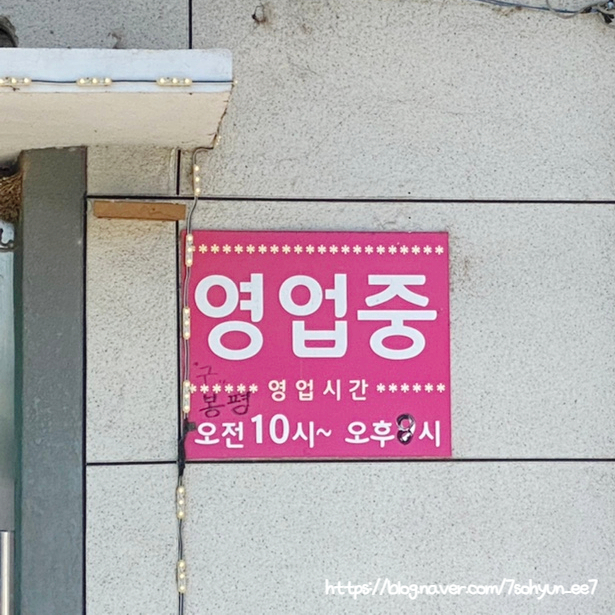 *********************
영업중
****** 영업시간 ******
구
봉평
오전 10시~ 오후 시
https://blog.naver.com/7sohyun_ee7